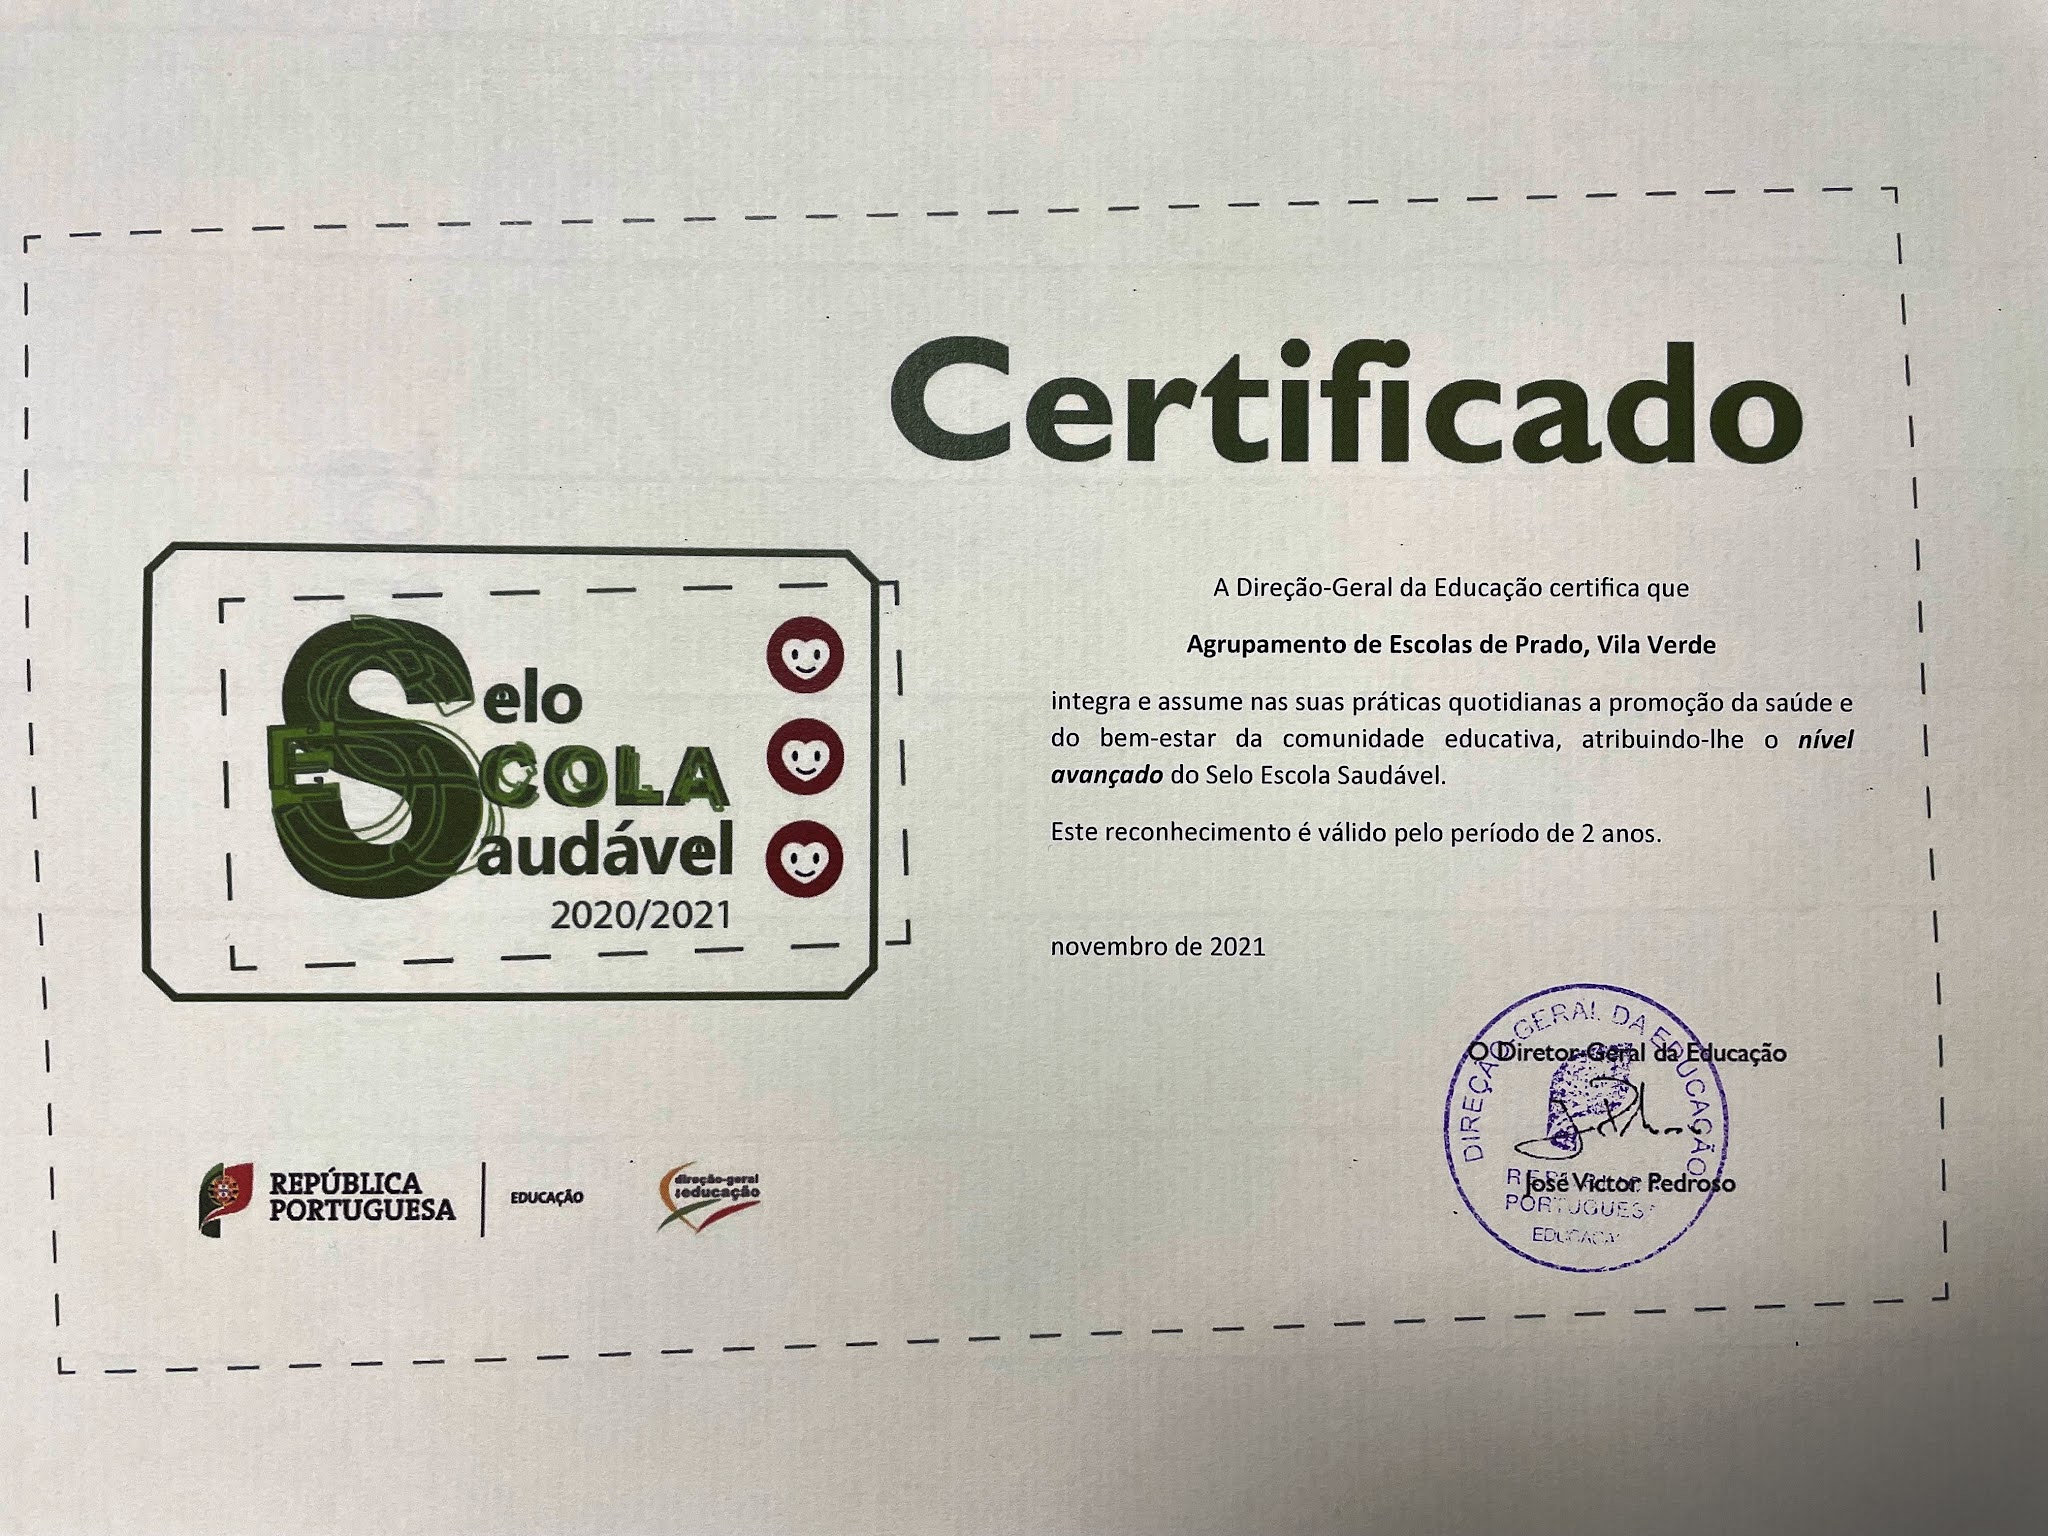 Certificado
Selo
EScola
Saudável
2020/2021
A Direção-Geral da Educação certifica que
Agrupamento de Escolas de Prado, Vila Verde
integra e assume nas suas práticas quotidianas a promoção da saúde e
do bem-estar da comunidade educativa, atribuindo-lhe o nível
avançado do Selo Escola Saudável.
Este reconhecimento é válido pelo período de 2 anos.
novembro de 2021
O Diretor-Geral da Educação
José Victor Pedroso
DIREÇÃO-GERAL DA EDUCAÇÃO
REPÚBLICA
PORTUGUESA
EDUCAÇÃO
direção-geral
educação